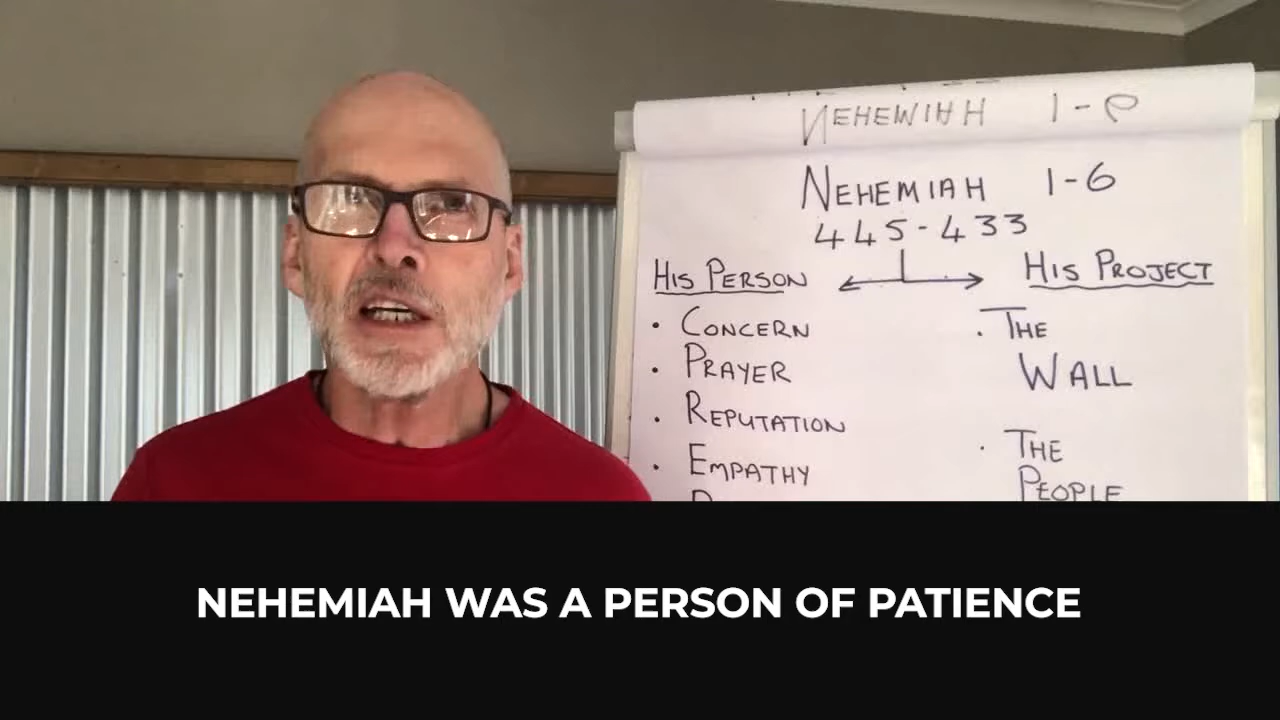 NEHEMIAH 1-6
NEHEMIAH 1-6
445-433
HIS PERSON
HIS PROJECT
• CONCERN
• PRAYER
• REPUTATION
• EMPATHY
• THE
WALL
• THE
PEOPLE
NEHEMIAH WAS A PERSON OF PATIENCE